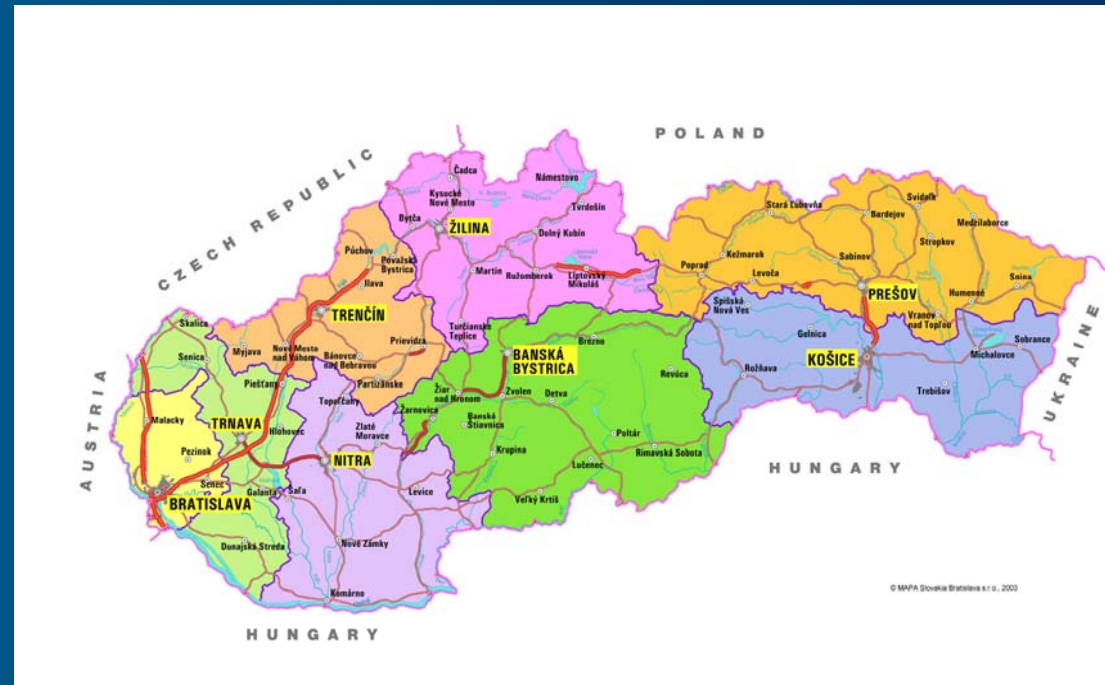 POLAND
CZECH REPUBLIC
Čadca
Námestovo
Kysucké
Nové Mesto
Tvrdošín
Bytča
ŽILINA
Dolný Kubín
Martin
Ružomberok
Liptovský
Mikuláš
Turčianske
Teplice
Stará Ľubovňa
Bardejov
Svidník
Medzilaborce
Stropkov
Kežmarok
Sabinov
Poprad
Levoča
PREŠOV
Humenné
Snina
Vranov
nad Topľou
Púchov
Považská
Bystrica
Ilava
TRENČÍN
Prievidza
Myjava
Nové Mesto
nad Váhom
Bánovce
nad Bebravou
Partizánske
Spišská
Nová Ves
Gelnica
KOŠICE
Rožňava
Michalovce
Sobrance
Trebišov
UKRAINE
Skalica
Senica
Piešťany
TRNAVA
Hlohovec
Galanta
Dunajská Streda
AUSTRIA
Malacky
Pezinok
Senec
BRATISLAVA
Topoľčany
Zlaté
Moravce
NITRA
Šaľa
Levice
Nové Zámky
Komárno
BANSKÁ
BYSTRICA
Brezno
Žiar
nad Hronom
Zvolen
Detva
Revúca
Žarnovica
Banská
Štiavnica
Krupina
Poltár
Lučenec
Rimavská Sobota
Veľký Krtíš
HUNGARY
HUNGARY
© MAPA Slovakia Bratislava s.r.o., 2003